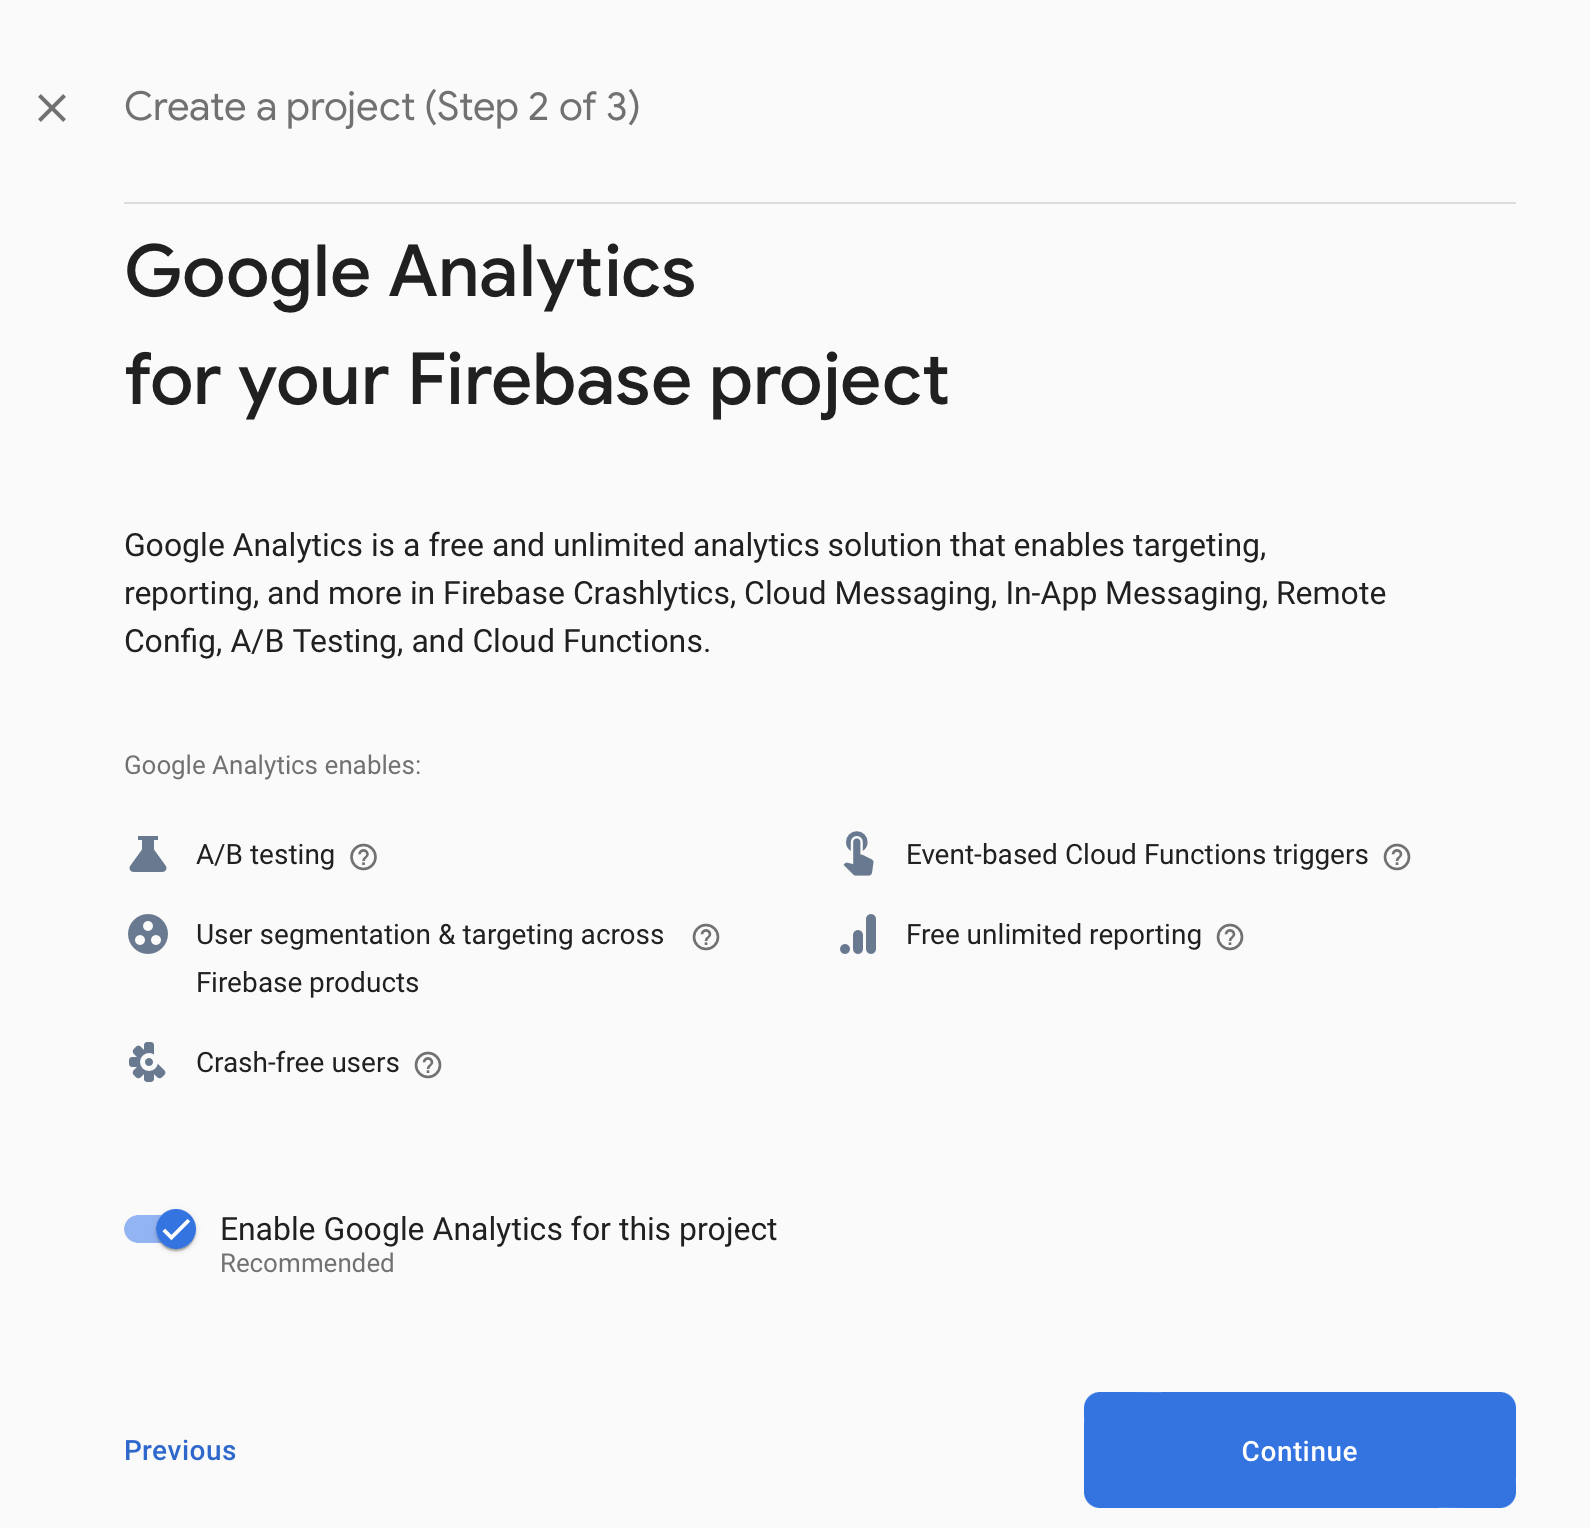 Create a project (Step 2 of 3)
Google Analytics
for your Firebase project
Google Analytics is a free and unlimited analytics solution that enables targeting,
reporting, and more in Firebase Crashlytics, Cloud Messaging, In-App Messaging, Remote
Config, A/B Testing, and Cloud Functions.
Google Analytics enables:
A/B testing
Event-based Cloud Functions triggers
User segmentation & targeting across
Firebase products
Free unlimited reporting
Crash-free users
Enable Google Analytics for this project
Recommended
Previous
Continue